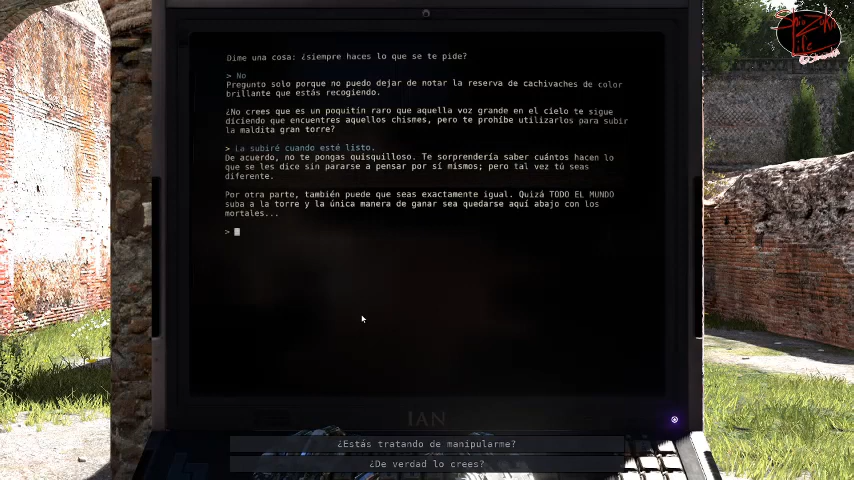 Dime una cosa: ¿siempre haces lo que se te pide?
> No
Pregunto solo porque no puedo dejar de notar la reserva de cachivaches de color
brillante que estás recogiendo.
¿No crees que es un poquitín raro que aquella voz grande en el cielo te sigue
diciendo que encuentres aquellos chismes, pero te prohíbe utilizarlos para subir
la maldita gran torre?
> La subiré cuando esté listo.
De acuerdo, no te pongas quisquilloso. Te sorprendería saber cuántos hacen lo
que se les dice sin pararse a pensar por sí mismos; pero tal vez tú seas
diferente.
Por otra parte, también puede que seas exactamente igual. Quizá TODO EL MUNDO
suba a la torre y la única manera de ganar sea quedarse aquí abajo con los
mortales...
>
IAN
¿Estás tratando de manipularme?
¿De verdad lo crees?